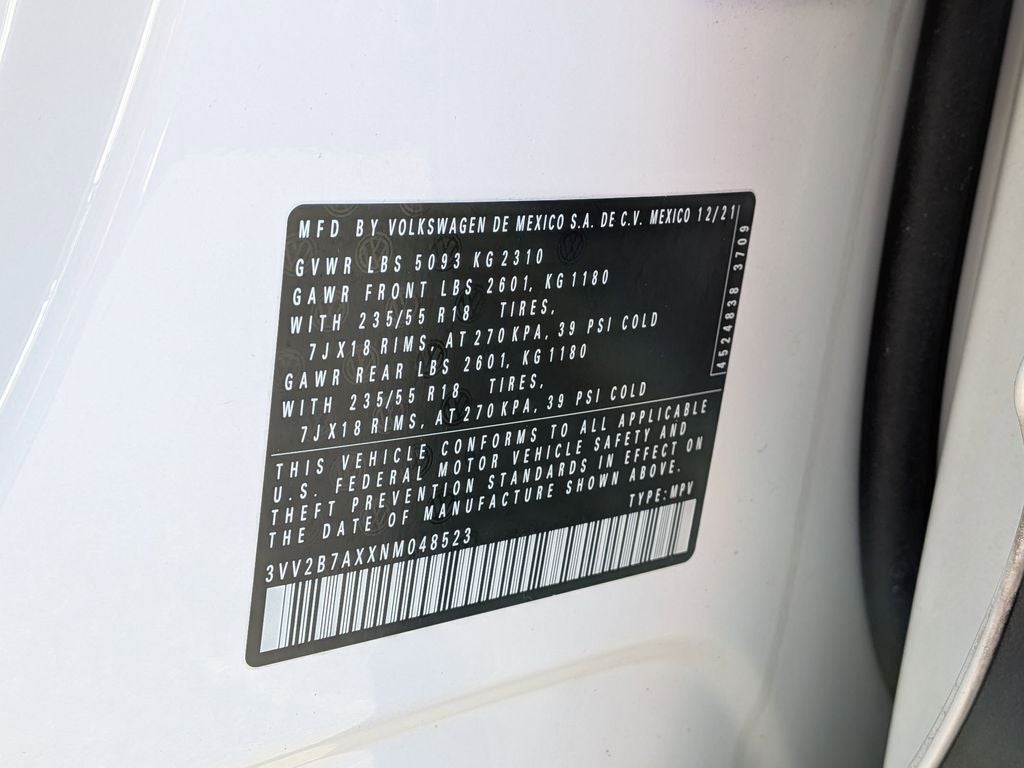 MFD BY VOLKSWAGEN DE MEXICO S.A. DE C.V. MEXICO 12/21
GVWR LBS 5093 KG 2310
GAWR FRONT LBS 2601, KG 1180
WITH 235/55 R18 TIRES,
7JX18 RIMS, AT 270 KPA, 39 PSI COLD
GAWR REAR LBS 2601, KG 1180
WITH 235/55 R18 TIRES,
7JX18 RIMS, AT 270 KPA, 39 PSI COLD
4524838 3709
THIS VEHICLE CONFORMS TO ALL APPLICABLE
U.S. FEDERAL MOTOR VEHICLE SAFETY AND
THEFT PREVENTION STANDARDS IN EFFECT ON
THE DATE OF MANUFACTURE SHOWN ABOVE.
3VV2B7AXXNM048523 TYPE: MPV